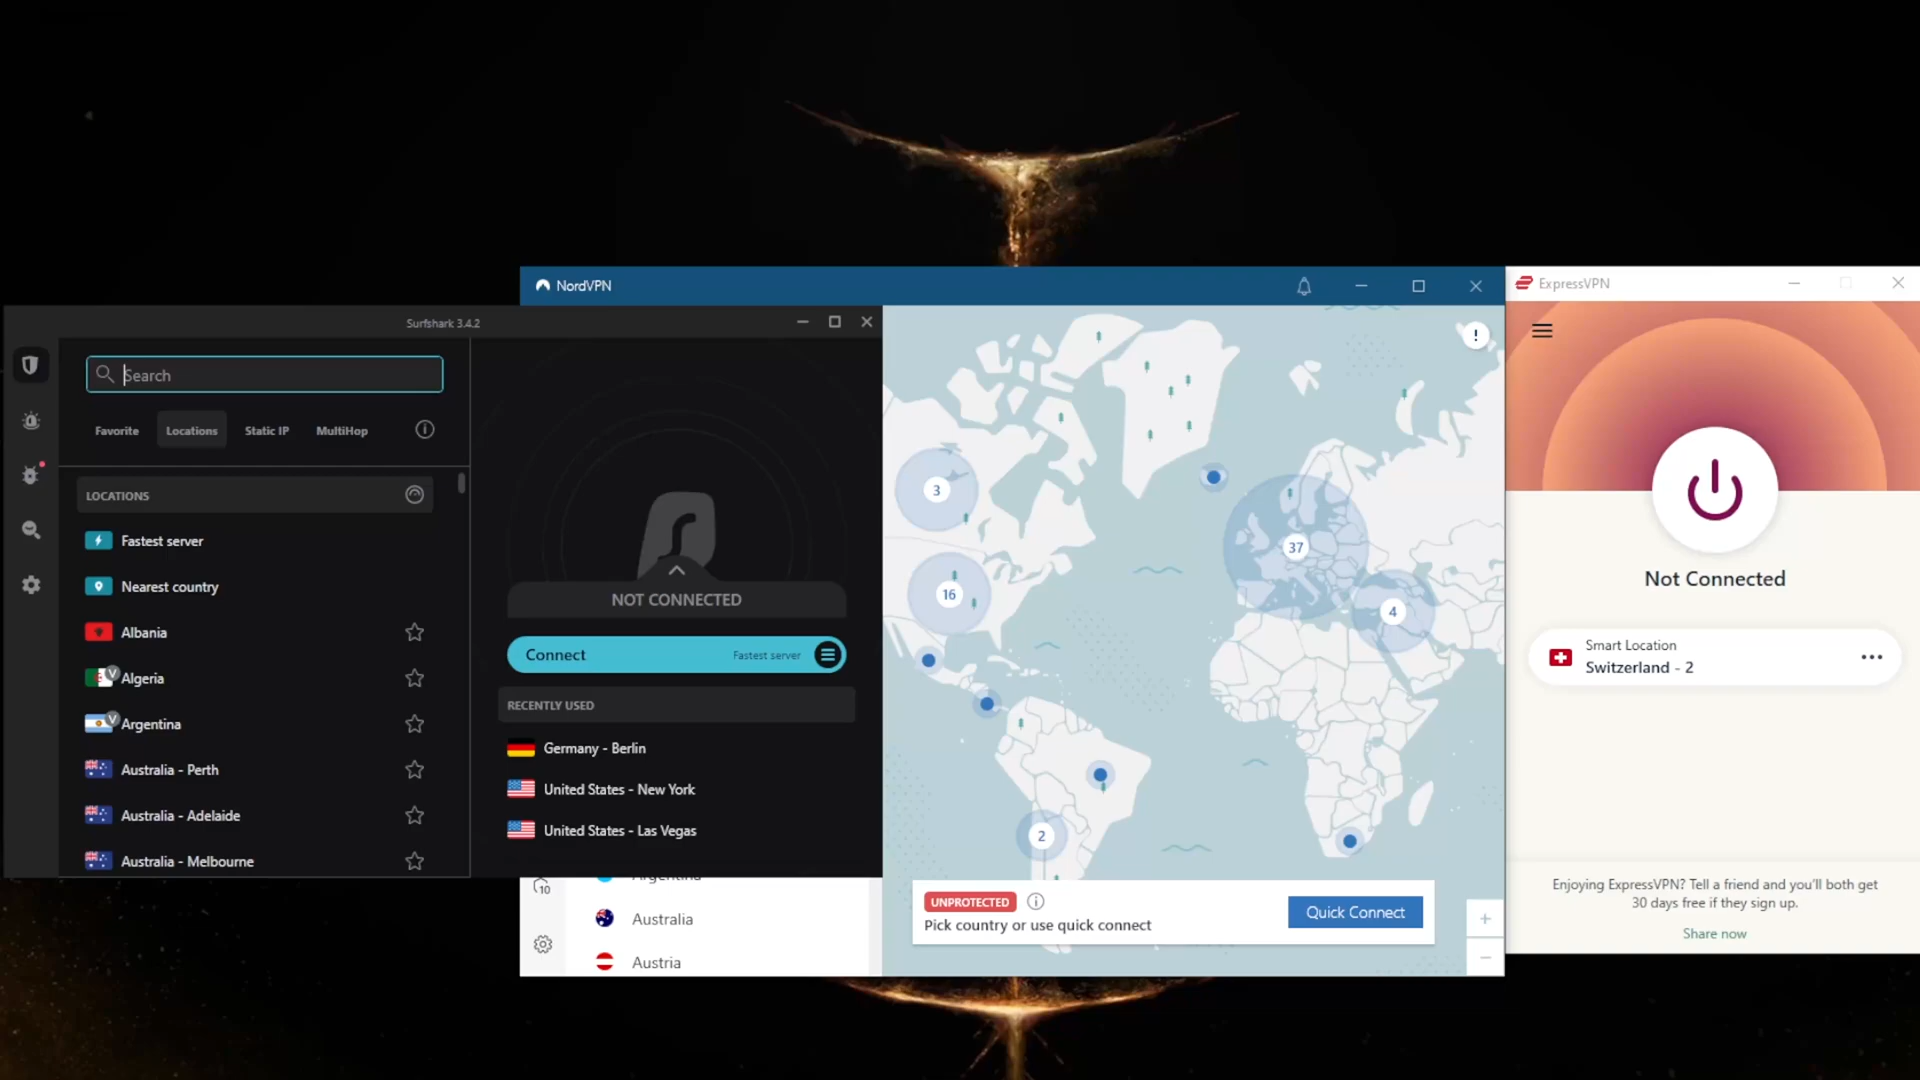 NordVPN
ExpressVPN
Surfshark 3.4.2
Search
Favorite
Locations
Static IP
MultiHop
LOCATIONS
Fastest server
Nearest country
Albania
Algeria
Argentina
Australia - Perth
Australia - Adelaide
Australia - Melbourne
NOT CONNECTED
Connect
Fastest server
RECENTLY USED
Germany - Berlin
United States - New York
United States - Las Vegas
10
Argentina
Australia
Austria
3
16
37
4
2
!
UNPROTECTED
Pick country or use quick connect
Quick Connect
+
−
Not Connected
Smart Location
Switzerland - 2
Enjoying ExpressVPN? Tell a friend and you'll both get
30 days free if they sign up.
Share now